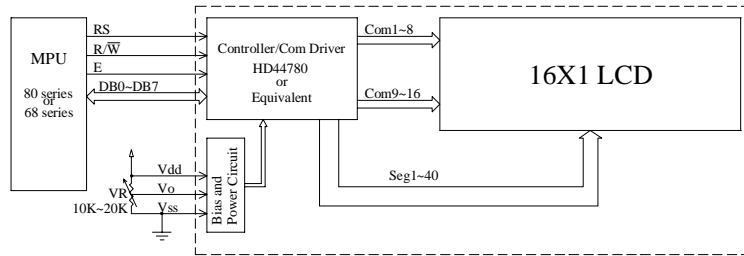 MPU
80 series
or
68 series
RS
R/W̅
E
DB0~DB7
Controller/Com Driver
HD44780
or
Equivalent
Com1~8
Com9~16
16X1 LCD
Vdd
Vo
Vss
VR
10K~20K
Bias and
Power Circuit
Seg1~40